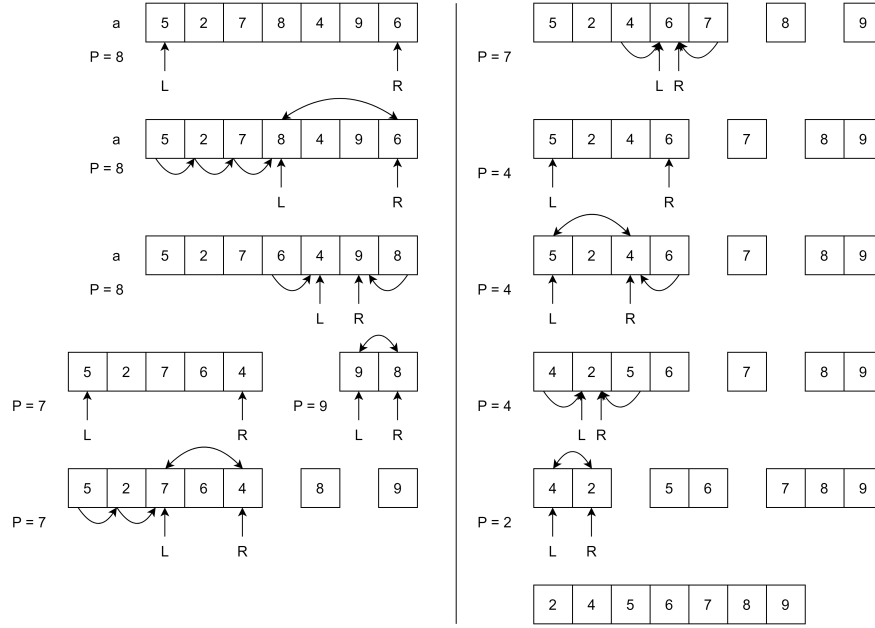 a 5 2 7 8 4 9 6
P = 8
L R
a 5 2 7 8 4 9 6
P = 8
L R
a 5 2 7 6 4 9 8
P = 8
L R
5 2 7 6 4 9 8
P = 7 P = 9
L R L R
5 2 7 6 4 8 9
P = 7
L R
5 2 4 6 7 8 9
P = 7
L R
5 2 4 6 7 8 9
P = 4
L R
5 2 4 6 7 8 9
P = 4
L R
4 2 5 6 7 8 9
P = 4
L R
4 2 5 6 7 8 9
P = 2
L R
2 4 5 6 7 8 9